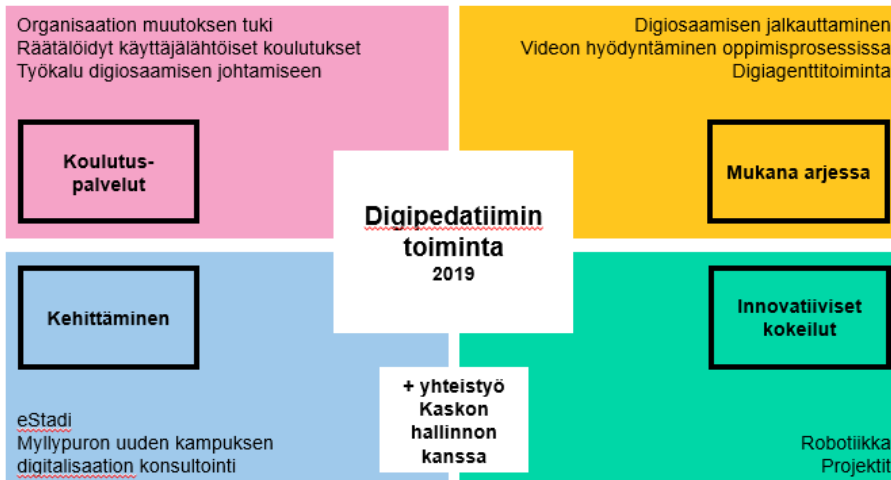 Organisaation muutoksen tuki
Räätälöidyt käyttäjälähtöiset koulutukset
Työkalu digiosaamisen johtamiseen
Koulutus-
palvelut
Digiosaamisen jalkauttaminen
Videon hyödyntäminen oppimisprosessissa
Digiagenttitoiminta
Mukana arjessa
Digipedatiimin
toiminta
2019
Kehittäminen
eStadi
Myllypuron uuden kampuksen
digitalisaation konsultointi
Innovatiiviset
kokeilut
Robotiikka
Projektit
+ yhteistyö
Kaskon
hallinnon
kanssa